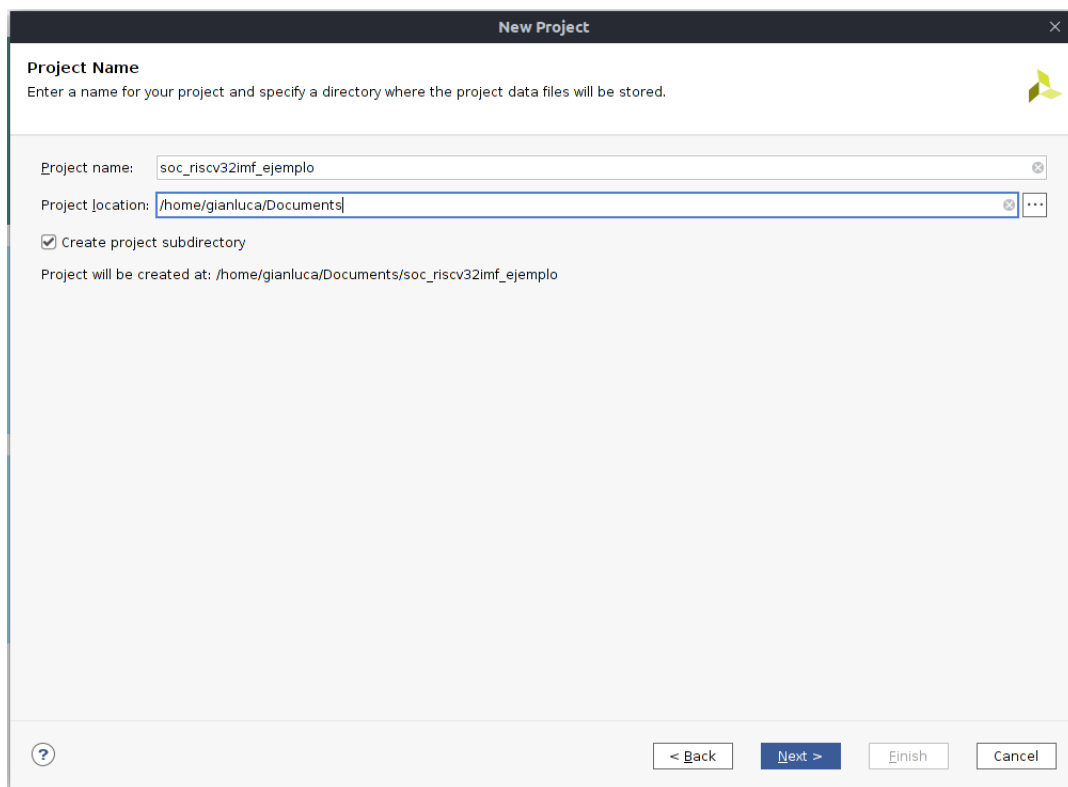 New Project
Project Name
Enter a name for your project and specify a directory where the project data files will be stored.
Project name: soc_riscv32imf_ejemplo
Project location: /home/gianluca/Documents
Create project subdirectory
Project will be created at: /home/gianluca/Documents/soc_riscv32imf_ejemplo
? < Back Next > Finish Cancel